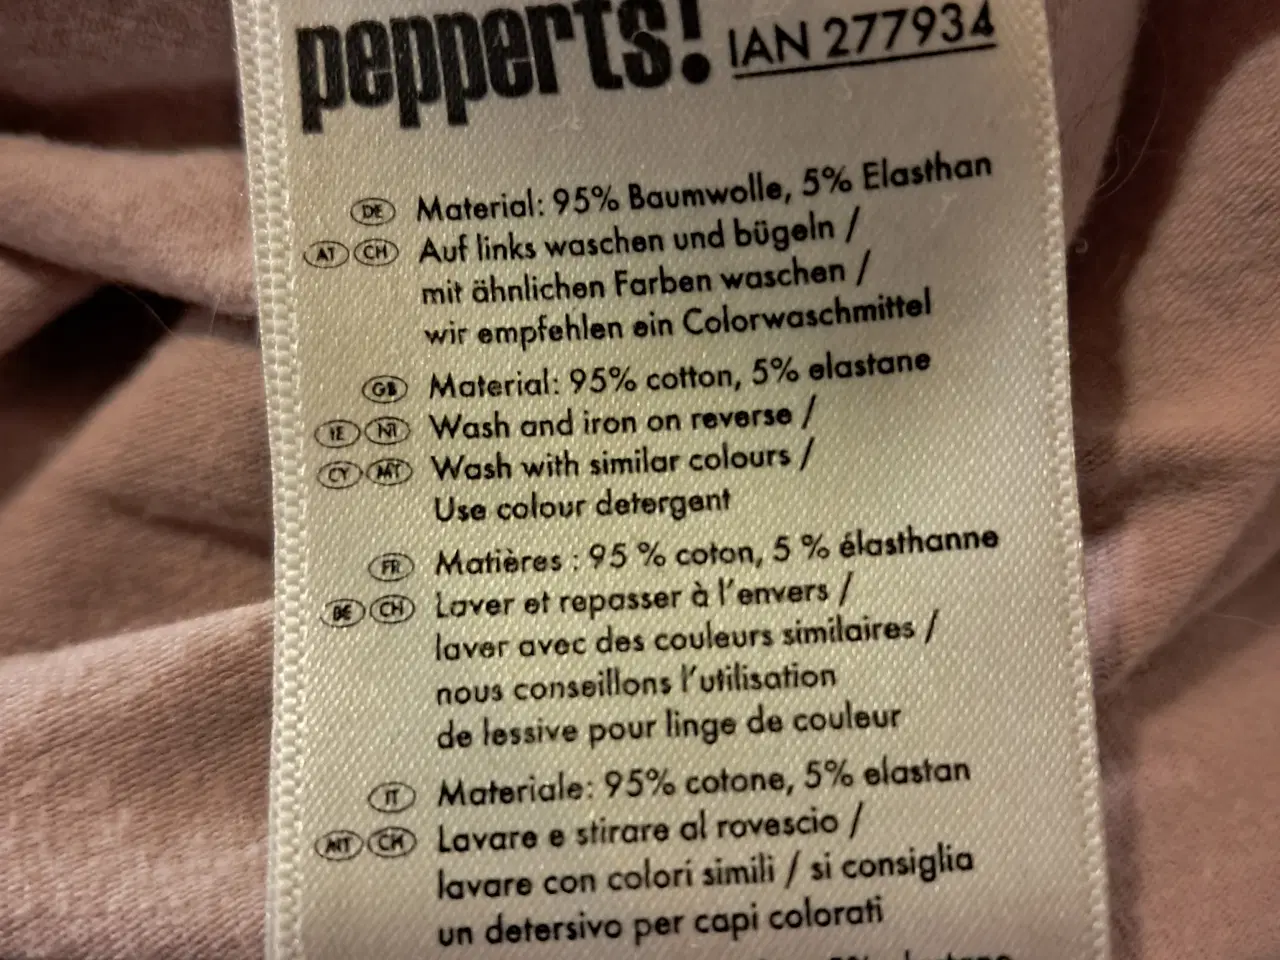 pepperts! IAN 277934
DE Material: 95% Baumwolle, 5% Elasthan
AT CH Auf links waschen und bügeln /
mit ähnlichen Farben waschen /
wir empfehlen ein Colorwaschmittel
GB Material: 95% cotton, 5% elastane
IE NI Wash and iron on reverse /
CY MT Wash with similar colours /
Use colour detergent
FR Matières : 95 % coton, 5 % élasthanne
BE CH Laver et repasser à l'envers /
laver avec des couleurs similaires /
nous conseillons l'utilisation
de lessive pour linge de couleur
IT Materiale: 95% cotone, 5% elastan
MT CH Lavare e stirare al rovescio /
lavare con colori simili / si consiglia
un detersivo per capi colorati